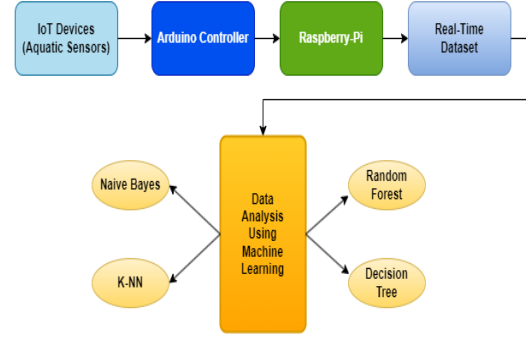 IoT Devices
(Aquatic Sensors)
Arduino Controller
Raspberry-Pi
Real-Time
Dataset
Naive Bayes
K-NN
Data
Analysis
Using
Machine
Learning
Random
Forest
Decision
Tree